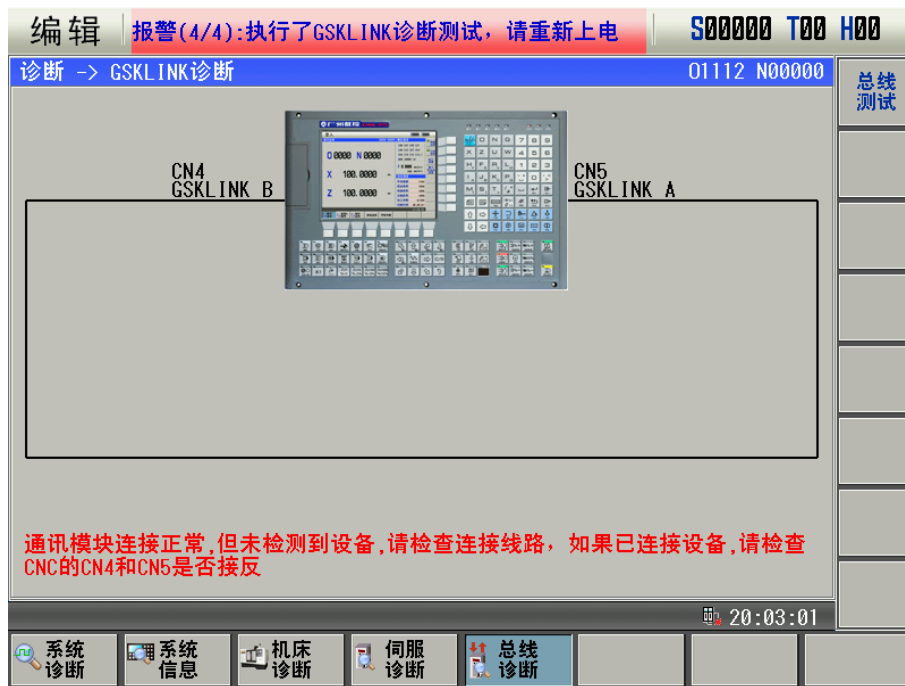 编辑
报警(4/4):执行了GSKLINK诊断测试，请重新上电
S00000 T00 H00
诊断 -> GSKLINK诊断
O1112 N00000
总线
测试
O 0000 N 0000
X 100.0000
Z 100.0000
CN4
GSKLINK B
CN5
GSKLINK A
通讯模块连接正常,但未检测到设备,请检查连接线路，如果已连接设备,请检查
CNC的CN4和CN5是否接反
20:03:01
系统
诊断
系统
信息
机床
诊断
伺服
诊断
总线
诊断